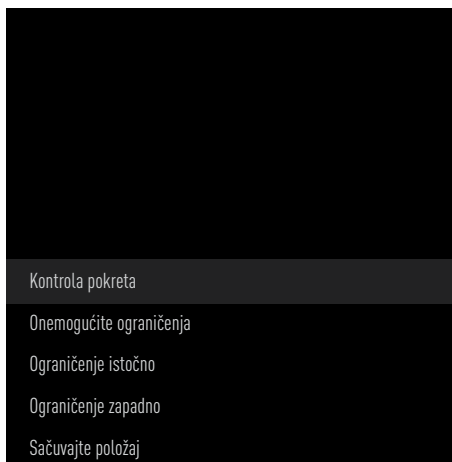 Kontrola pokreta
Onemogućite ograničenja
Ograničenje istočno
Ograničenje zapadno
Sačuvajte položaj